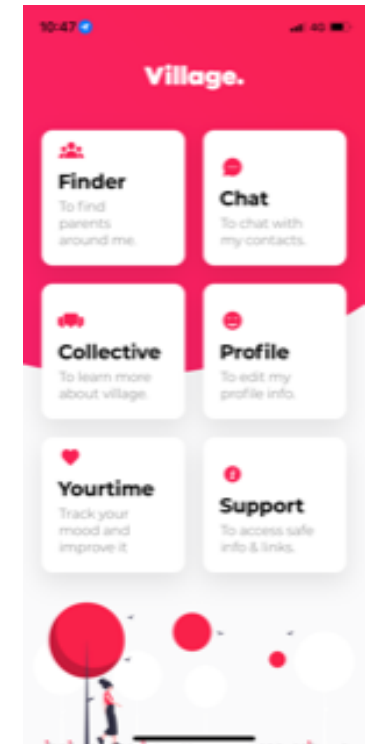 10:47
4G
Village.
Finder
To find
parents
around me.
Chat
To chat with
my contacts.
Collective
To learn more
about village.
Profile
To edit my
profile info.
Yourtime
Track your
mood and
improve it
Support
To access safe
info & links.